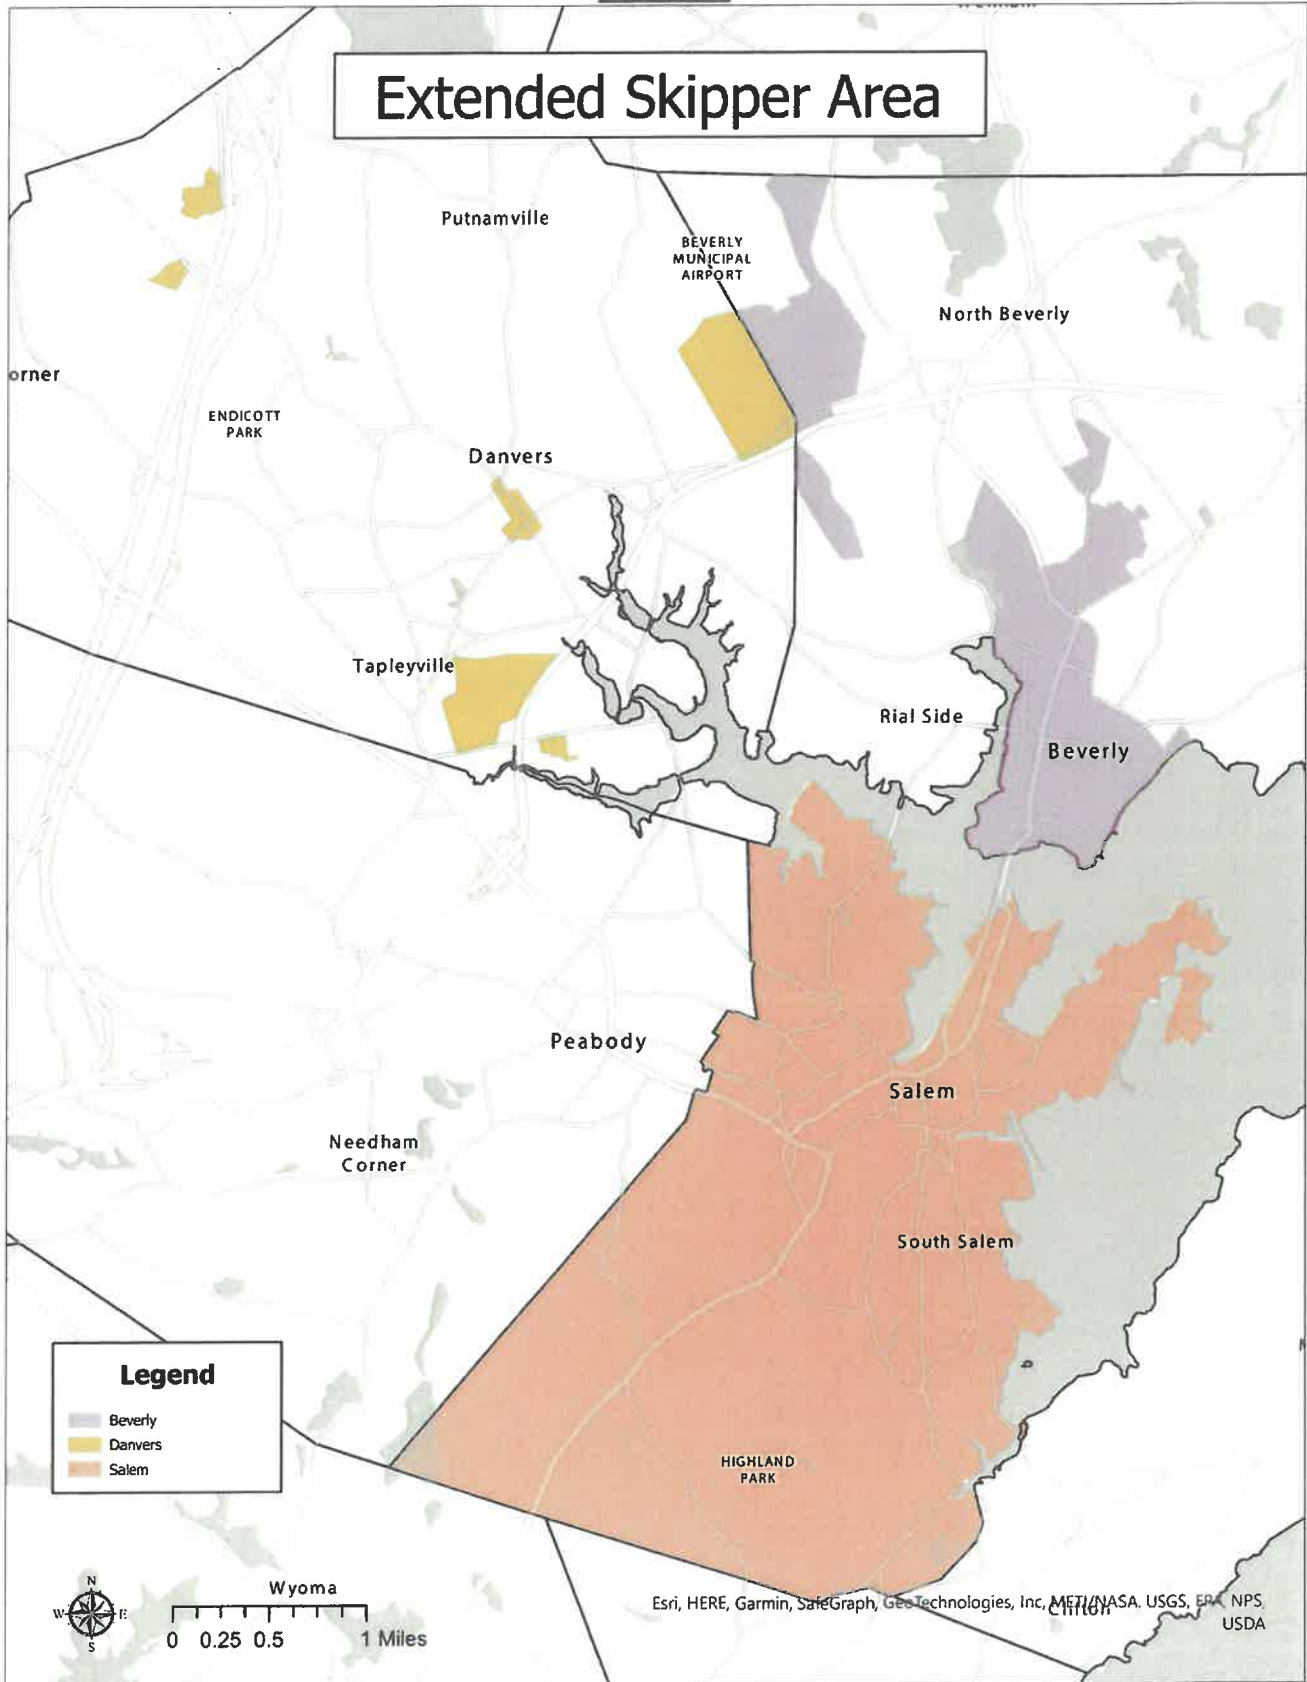 Extended Skipper Area
Putnamville
BEVERLY
MUNICIPAL
AIRPORT
North Beverly
orner
ENDICOTT
PARK
Danvers
Tapleyville
Rial Side
Beverly
Peabody
Salem
Needham
Corner
South Salem
Legend
Beverly
Danvers
Salem
HIGHLAND
PARK
N
W
E
S
Wyoma
0 0.25 0.5 1 Miles
Clifton
Esri, HERE, Garmin, SafeGraph, GeoTechnologies, Inc, METI/NASA, USGS, EPA, NPS,
USDA